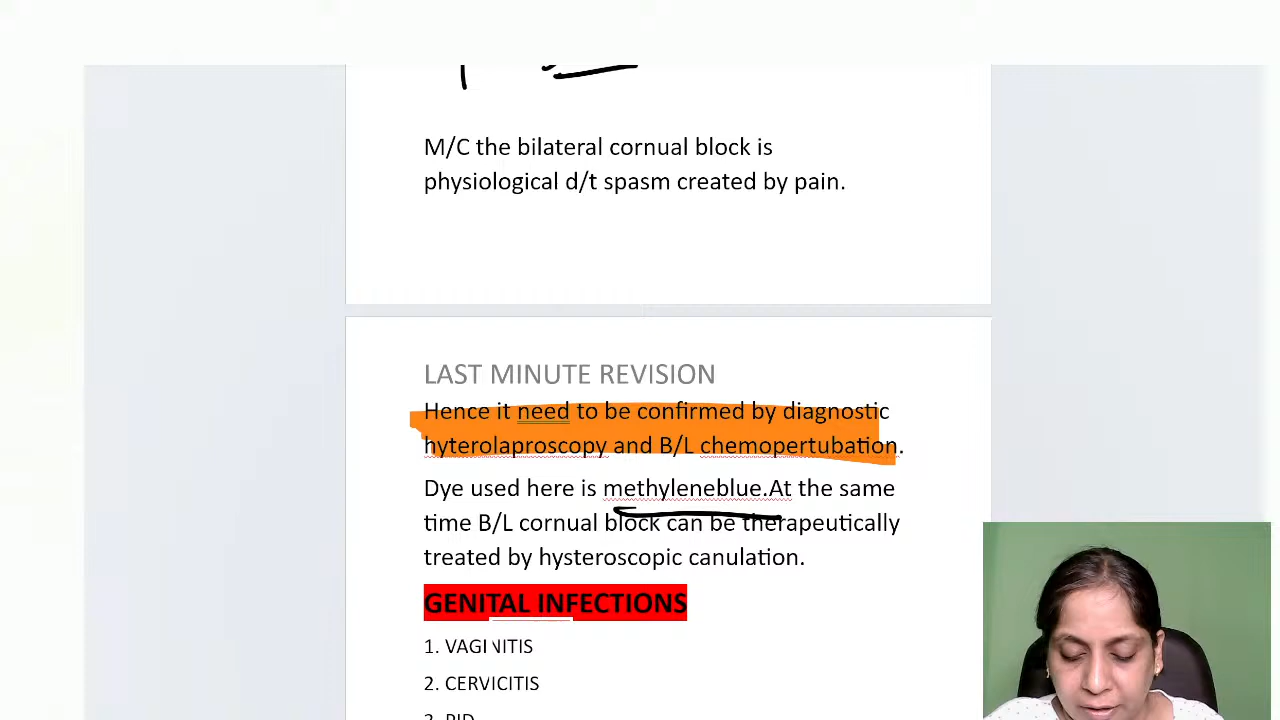 M/C the bilateral cornual block is
physiological d/t spasm created by pain.
LAST MINUTE REVISION
Hence it need to be confirmed by diagnostic
hyterolaproscopy and B/L chemopertubation.
Dye used here is methyleneblue.At the same
time B/L cornual block can be therapeutically
treated by hysteroscopic canulation.
GENITAL INFECTIONS
1. VAGINITIS
2. CERVICITIS
3. PID